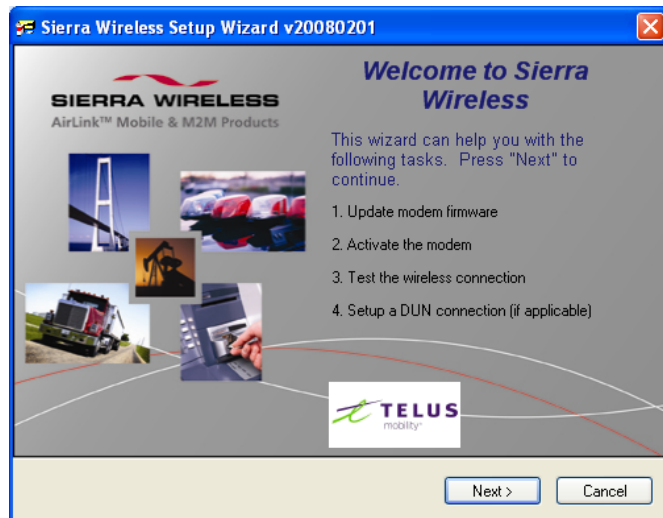 Sierra Wireless Setup Wizard v20080201
SIERRA WIRELESS
AirLink™ Mobile & M2M Products
Welcome to Sierra
Wireless
This wizard can help you with the
following tasks. Press "Next" to
continue.
1. Update modem firmware
2. Activate the modem
3. Test the wireless connection
4. Setup a DUN connection (if applicable)
TELUS
mobility
Next >
Cancel